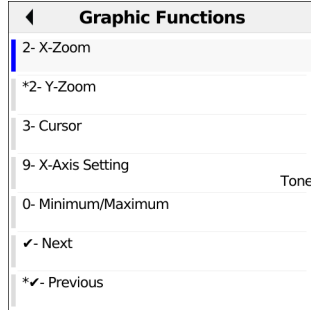 Graphic Functions
2- X-Zoom
*2- Y-Zoom
3- Cursor
9- X-Axis Setting
Tone
0- Minimum/Maximum
✔- Next
*✔- Previous